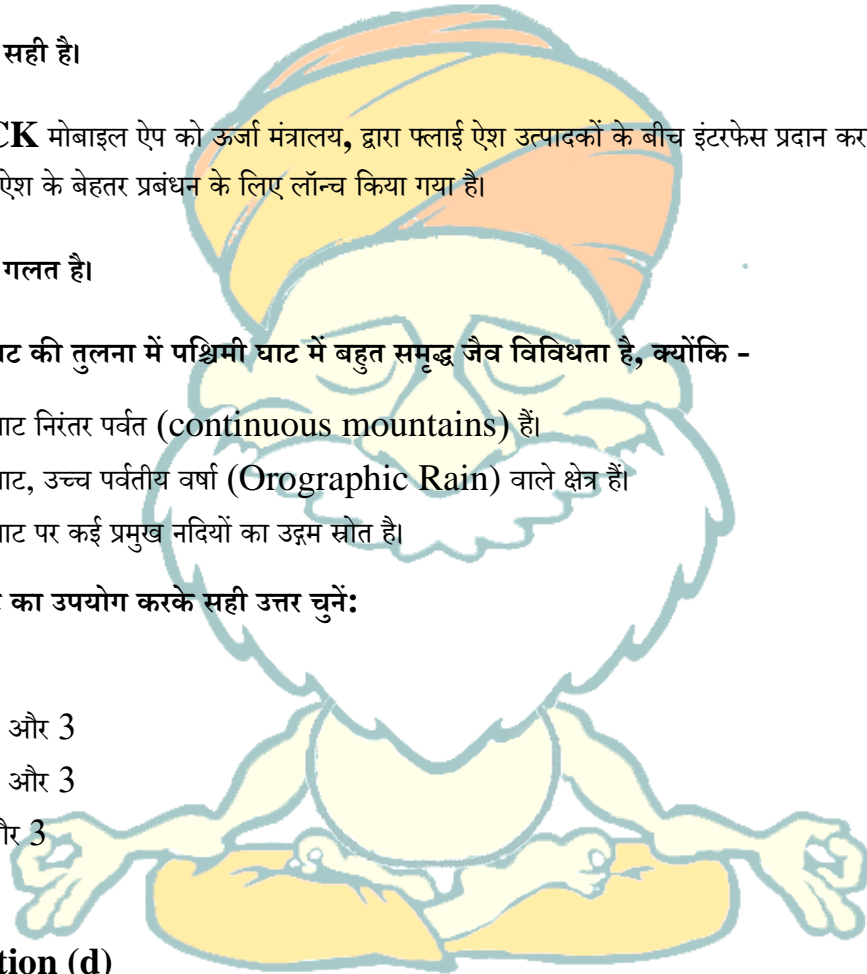 सही है।
CK मोबाइल ऐप को ऊर्जा मंत्रालय, द्वारा फ्लाई ऐश उत्पादकों के बीच इंटरफेस प्रदान कर
ऐश के बेहतर प्रबंधन के लिए लॉन्च किया गया है।
गलत है।
की तुलना में पश्चिमी घाट में बहुत समृद्ध जैव विविधता है, क्योंकि -
निरंतर पर्वत (continuous mountains) हैं।
उच्च पर्वतीय वर्षा (Orographic Rain) वाले क्षेत्र हैं।
पर कई प्रमुख नदियों का उद्गम स्रोत है।
का उपयोग करके सही उत्तर चुनें:
और 3
और 3
3
(d)